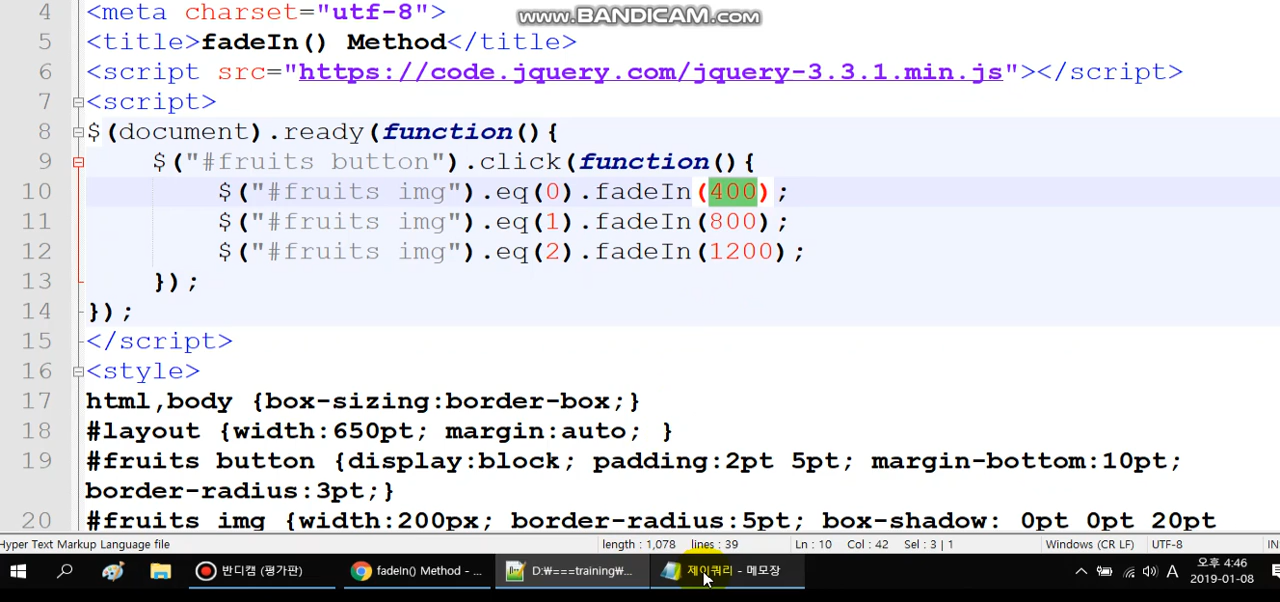 www.BANDICAM.com
4 <meta charset="utf-8">
5 <title>fadeIn() Method</title>
6 <script src="https://code.jquery.com/jquery-3.3.1.min.js"></script>
7 <script>
8 $(document).ready(function(){
9 $("#fruits button").click(function(){
10 $("#fruits img").eq(0).fadeIn(400);
11 $("#fruits img").eq(1).fadeIn(800);
12 $("#fruits img").eq(2).fadeIn(1200);
13 });
14 });
15 </script>
16 <style>
17 html,body {box-sizing:border-box;}
18 #layout {width:650pt; margin:auto; }
19 #fruits button {display:block; padding:2pt 5pt; margin-bottom:10pt;
border-radius:3pt;}
20 #fruits img {width:200px; border-radius:5pt; box-shadow: 0pt 0pt 20pt
Hyper Text Markup Language file length : 1,078 lines : 39 Ln : 10 Col : 42 Sel : 3 | 1 Windows (CR LF) UTF-8 IN
반디캠 (평가판) fadeIn() Method - ... D:\===training\... 제이쿼리 - 메모장 A 오후 4:46
2019-01-08